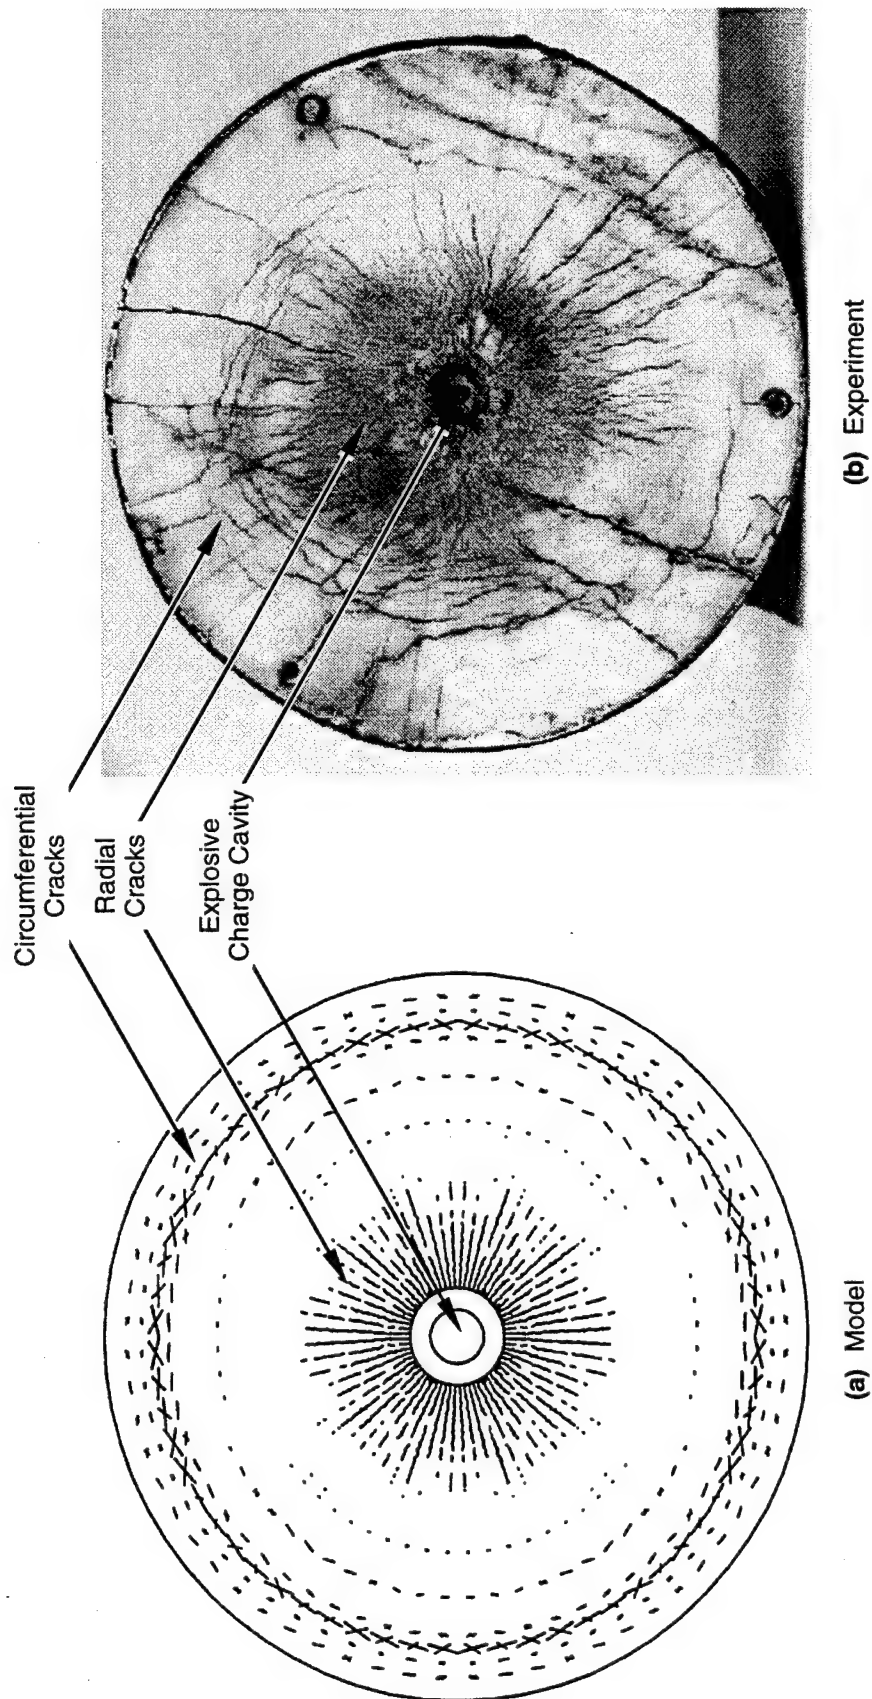 Circumferential
Cracks
Radial
Cracks
Explosive
Charge Cavity
(a) Model
(b) Experiment